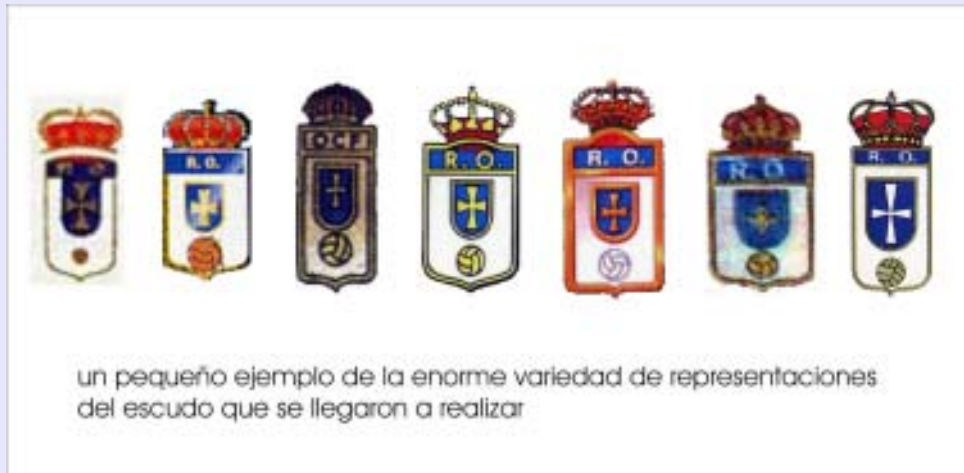 R. O.
OCF
R. O.
R. O.
R O
R. O.
un pequeño ejemplo de la enorme variedad de representaciones
del escudo que se llegaron a realizar